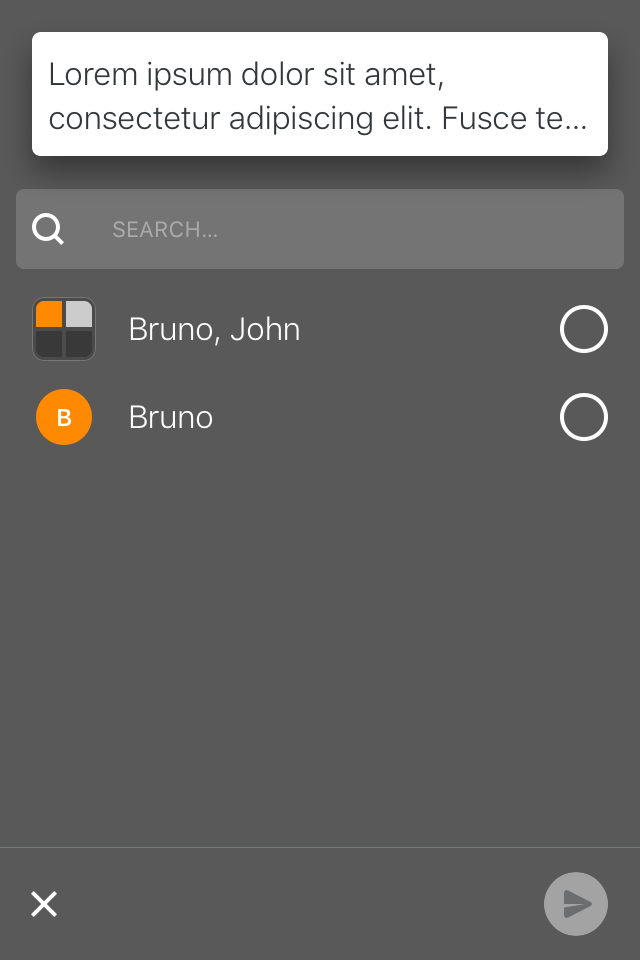 Lorem ipsum dolor sit amet,
consectetur adipiscing elit. Fusce te...
SEARCH...
Bruno, John
B Bruno